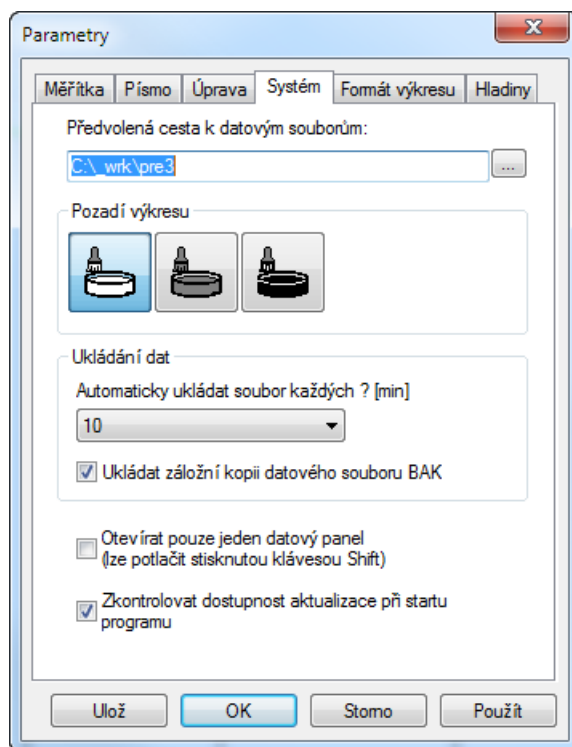 Parametry
Měřítka Písmo Úprava Systém Formát výkresu Hladiny
Předvolená cesta k datovým souborům:
C:\_wrk\pre3 ...
Pozadí výkresu
Ukládání dat
Automaticky ukládat soubor každých ? [min]
10
Ukládat záložní kopii datového souboru BAK
Otevírat pouze jeden datový panel
(lze potlačit stisknutou klávesou Shift)
Zkontrolovat dostupnost aktualizace při startu
programu
Ulož OK Storno Použít